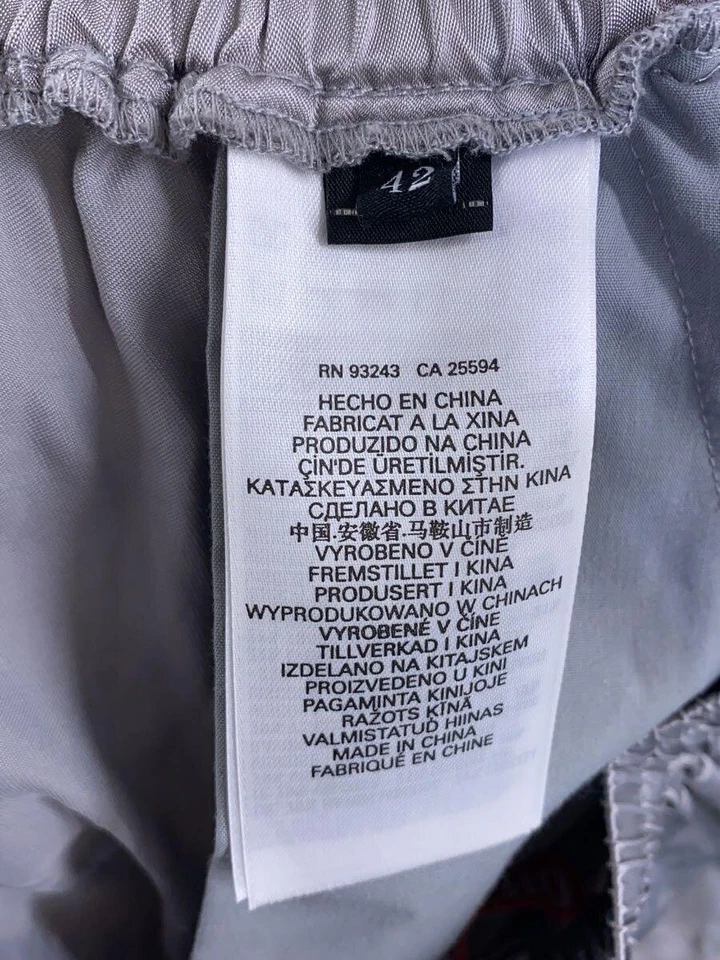 42
RN 93243 CA 25594
HECHO EN CHINA
FABRICAT A LA XINA
PRODUZIDO NA CHINA
ÇİN'DE ÜRETİLMİŞTİR.
ΚΑΤΑΣΚΕΥΑΣΜΕΝΟ ΣΤΗΝ ΚΙΝΑ
СДЕЛАНО В КИТАЕ
中国.安徽省.马鞍山市制造
VYROBENO V ČÍNĚ
FREMSTILLET I KINA
PRODUSERT I KINA
WYPRODUKOWANO W CHINACH
VYROBENÉ V ČÍNE
TILLVERKAD I KINA
IZDELANO NA KITAJSKEM
PROIZVEDENO U KINI
PAGAMINTA KINIJOJE
RAŽOTS ĶĪNĀ
VALMISTATUD HIINAS
MADE IN CHINA
FABRIQUÉ EN CHINE